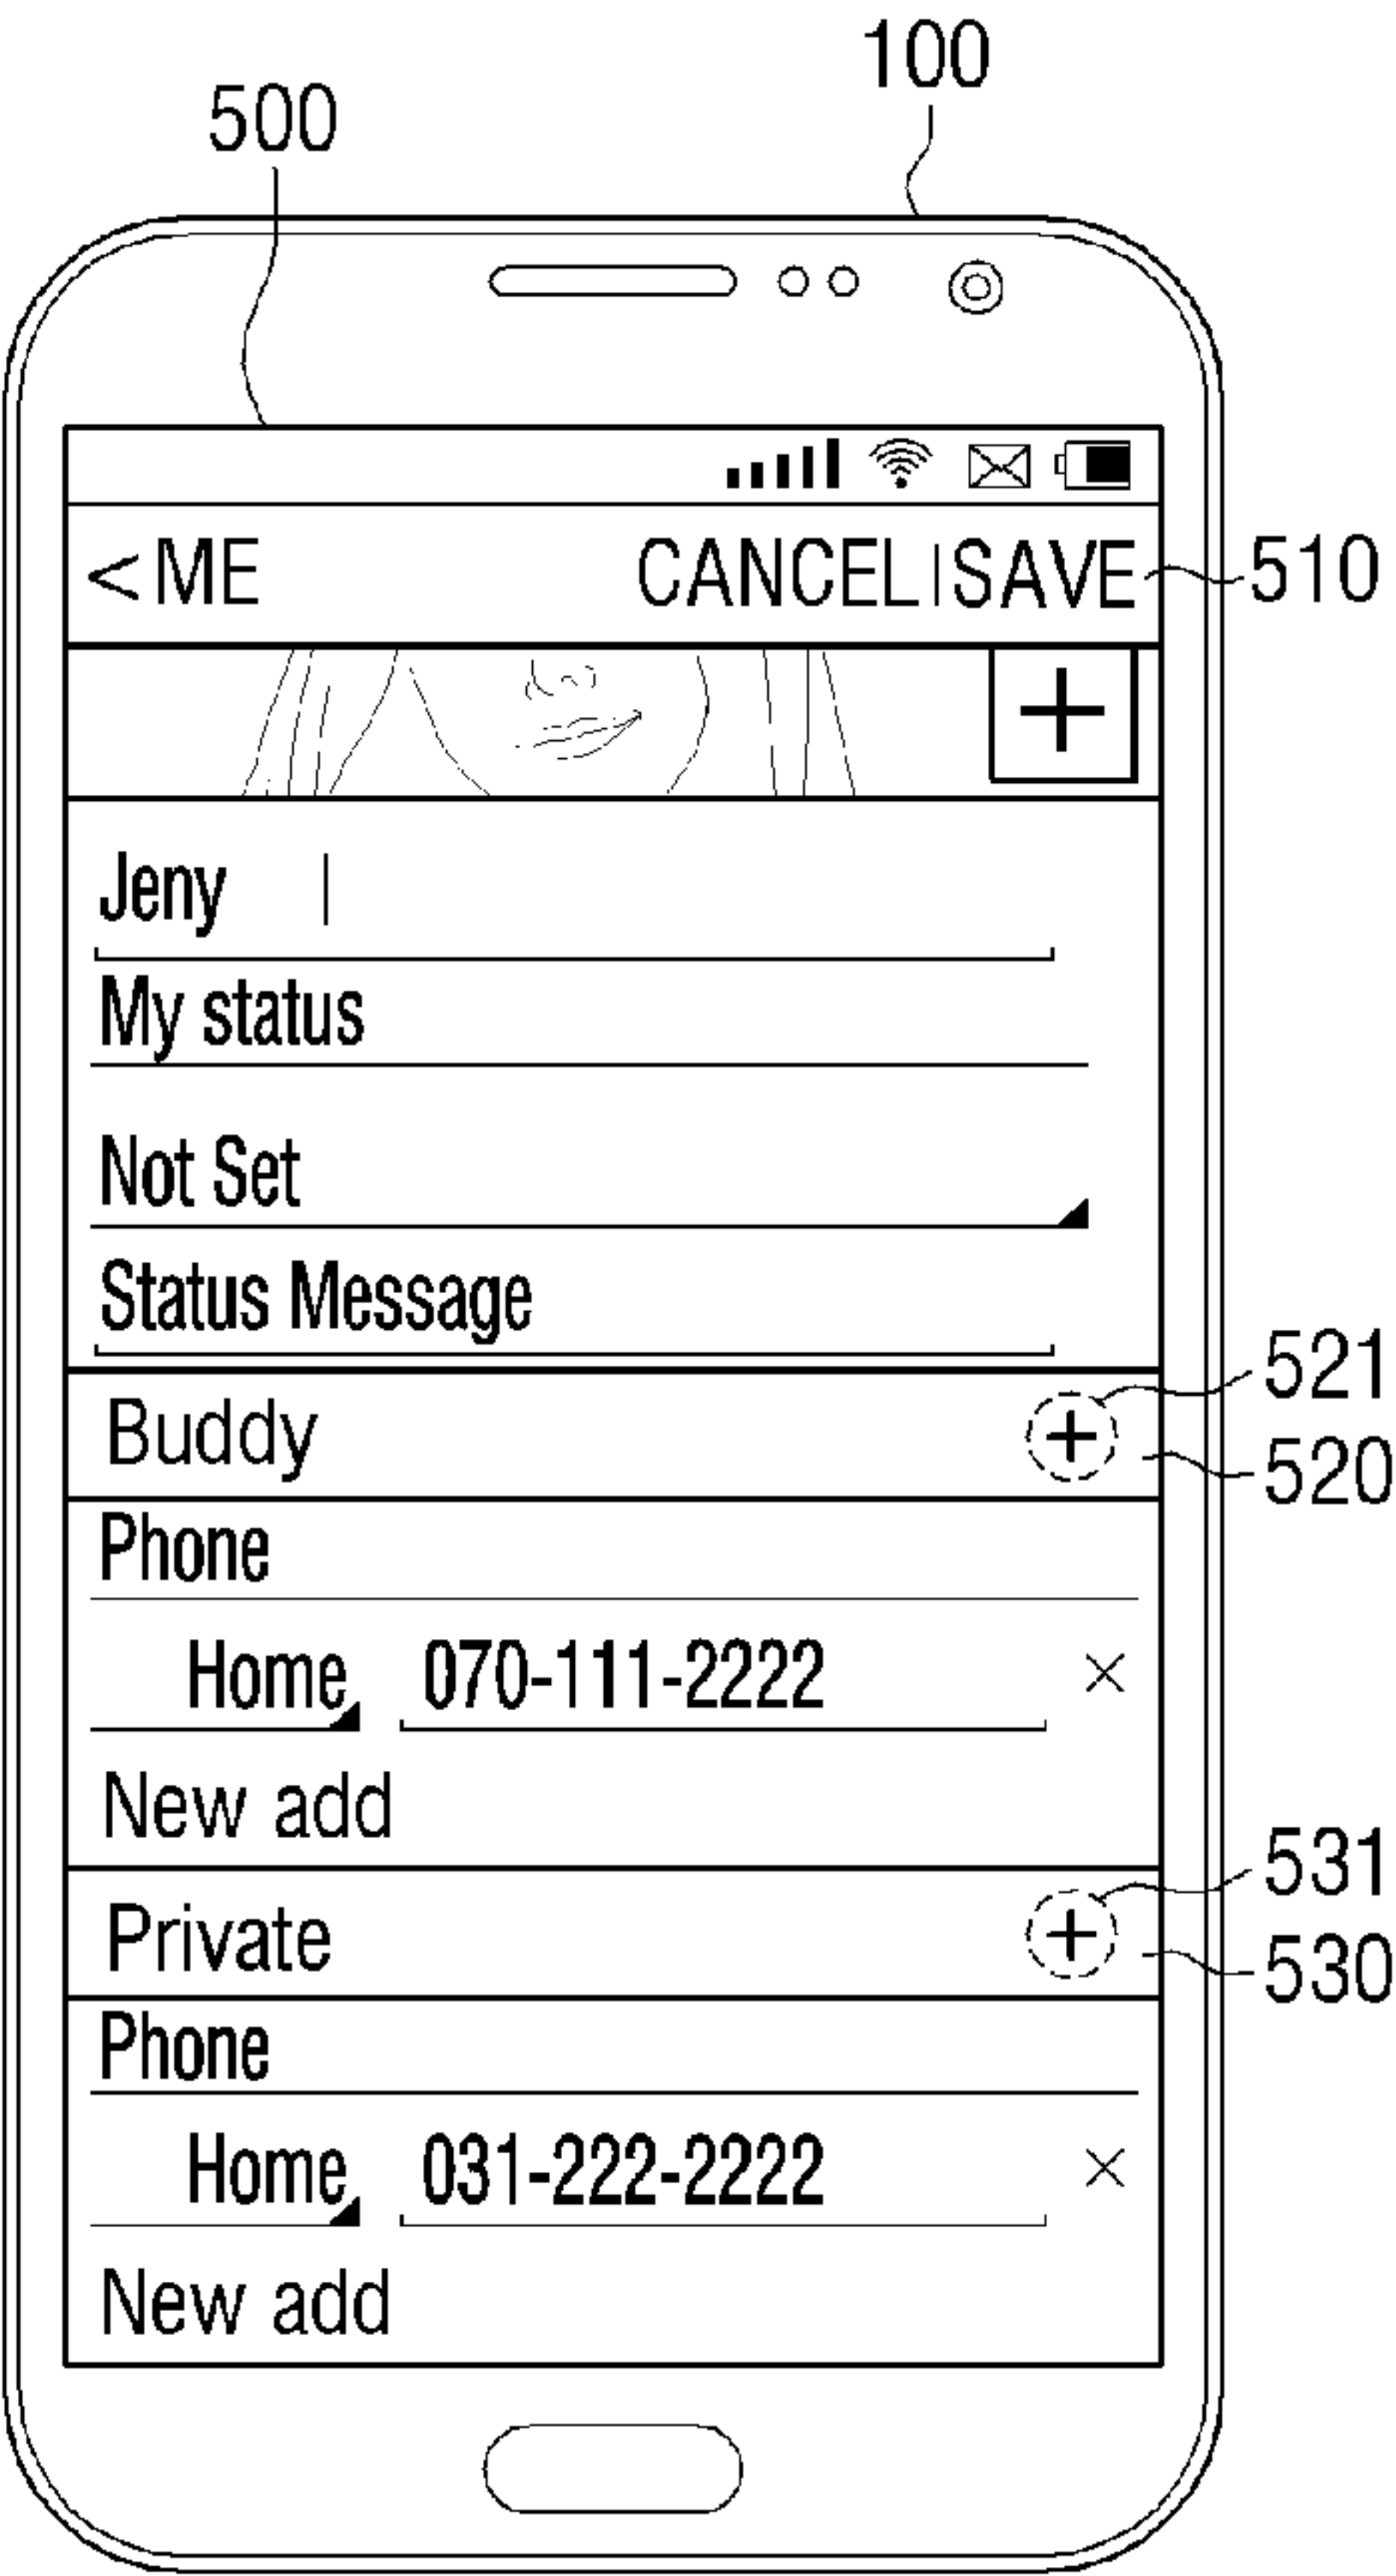 100
500
< ME CANCEL | SAVE 510
Jeny
My status
Not Set
Status Message
521
Buddy
520
Phone
Home 070-111-2222 ×
New add
531
Private
530
Phone
Home 031-222-2222 ×
New add